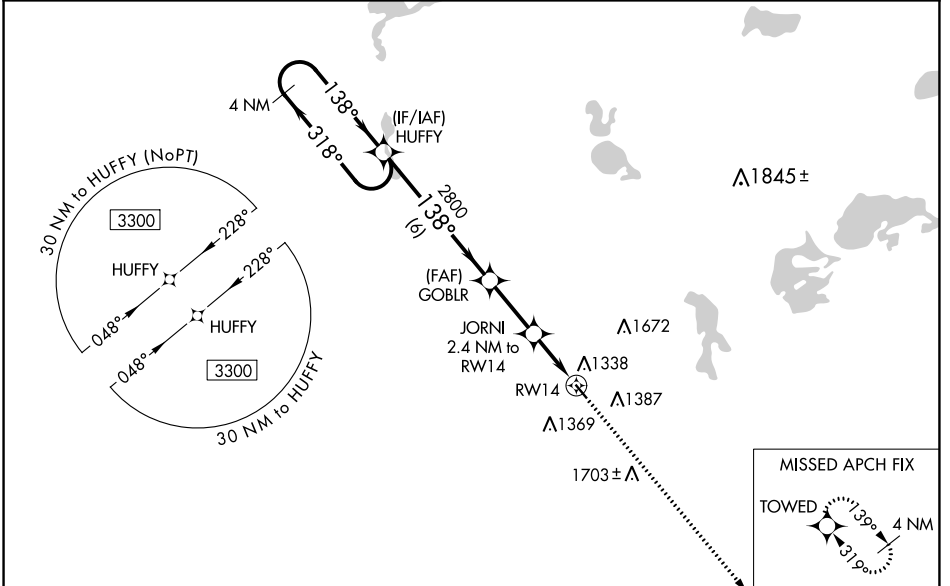 4 NM
138°
318°
(IF/IAF)
HUFFY
2800
138°
(6)
1845±
30 NM to HUFFY (NoPT)
3300
228°
HUFFY
048°
228°
HUFFY
048°
3300
30 NM to HUFFY
(FAF)
GOBLR
JORNI
2.4 NM to
RW14
1672
1338
RW14
1387
1369
1703±
MISSED APCH FIX
TOWED
139°
4 NM
319°